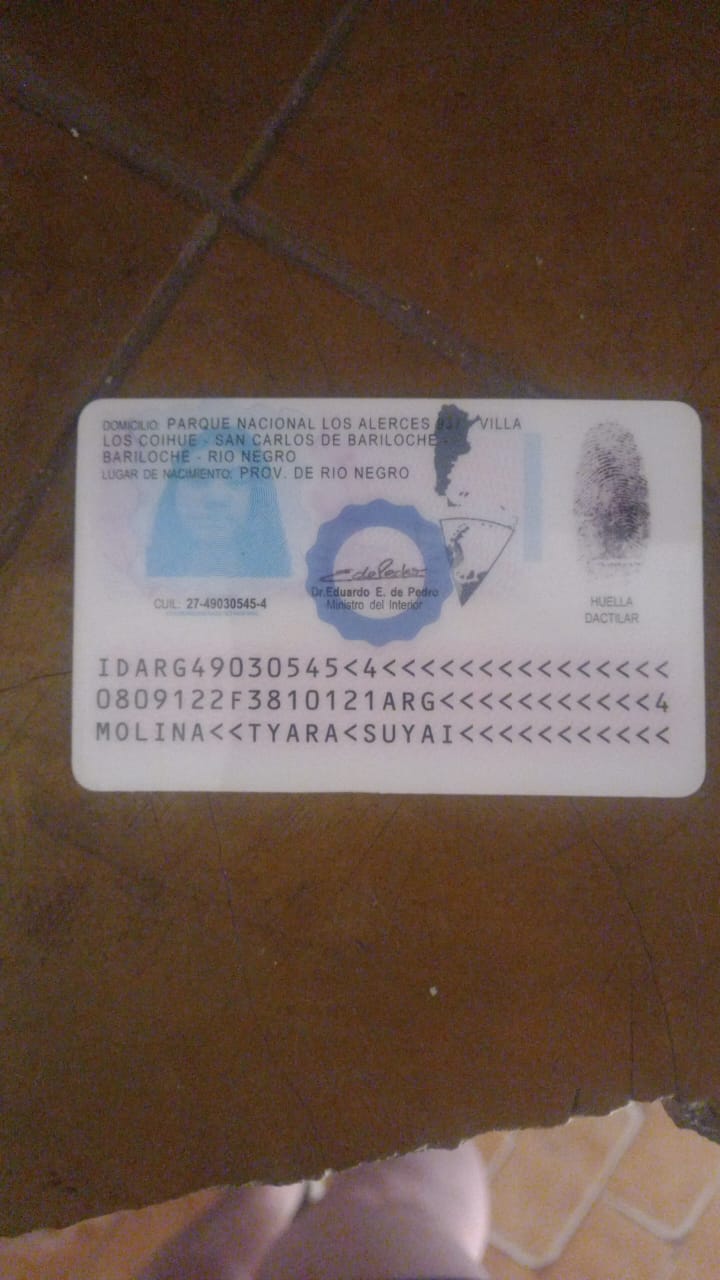 DOMICILIO: PARQUE NACIONAL LOS ALERCES 937 - VILLA
LOS COIHUE - SAN CARLOS DE BARILOCHE -
BARILOCHE - RIO NEGRO
LUGAR DE NACIMIENTO: PROV. DE RIO NEGRO
CUIL: 27-49030545-4
Dr. Eduardo E. de Pedro
Ministro del Interior
HUELLA
DACTILAR
IDARG49030545<4<<<<<<<<<<<<<<<
0809122F3810121ARG<<<<<<<<<<<4
MOLINA<<TYARA<SUYAI<<<<<<<<<<<